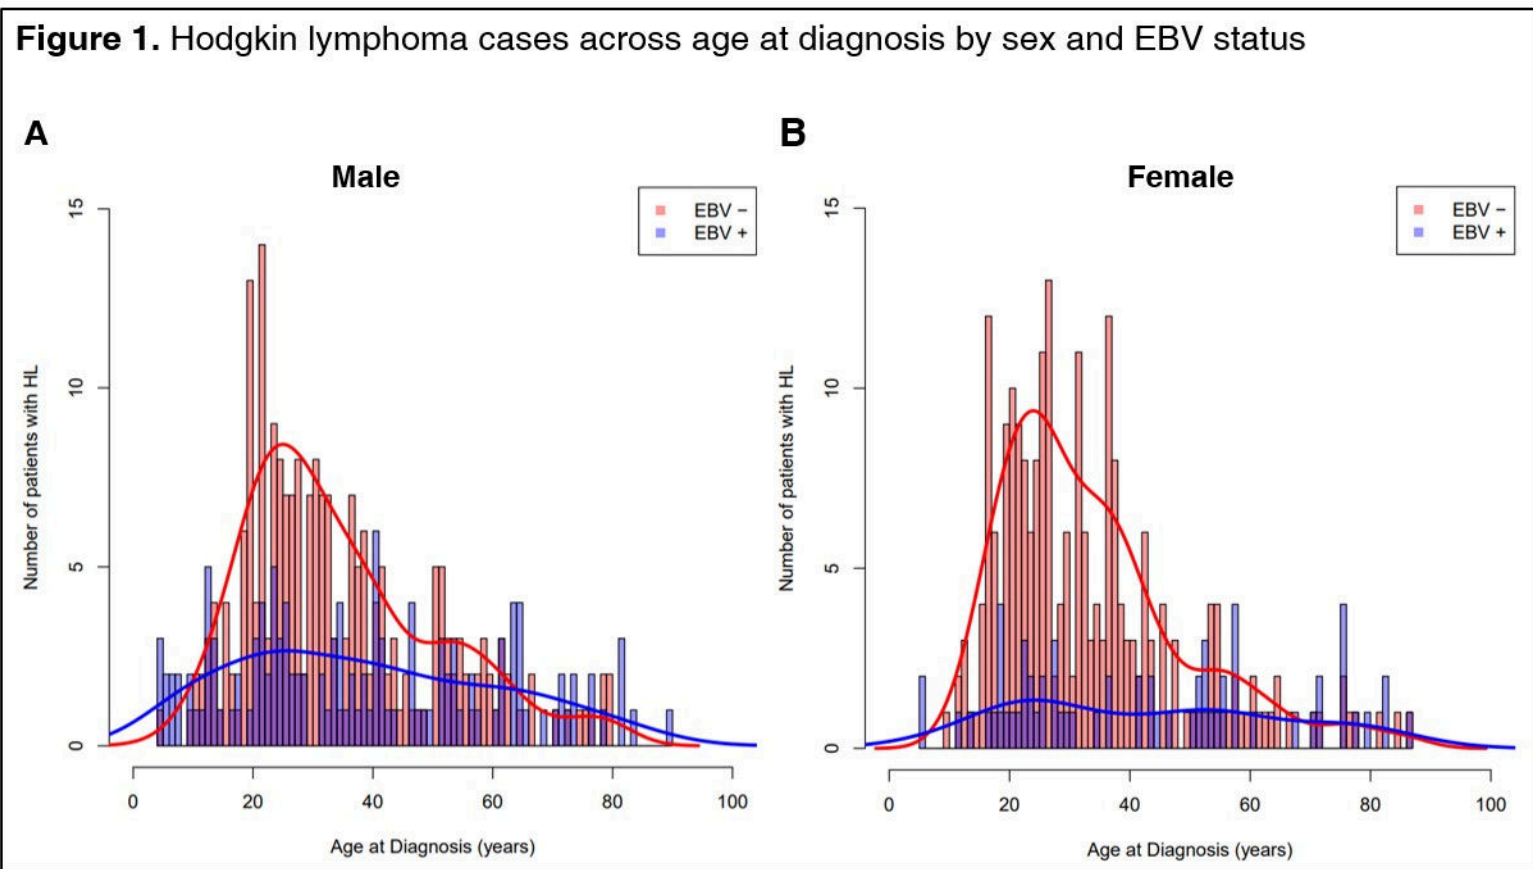 Figure 1. Hodgkin lymphoma cases across age at diagnosis by sex and EBV status
A
Male
EBV −
EBV +
15
10
5
0
Number of patients with HL
0 20 40 60 80 100
Age at Diagnosis (years)
B
Female
EBV −
EBV +
15
10
5
0
Number of patients with HL
0 20 40 60 80 100
Age at Diagnosis (years)